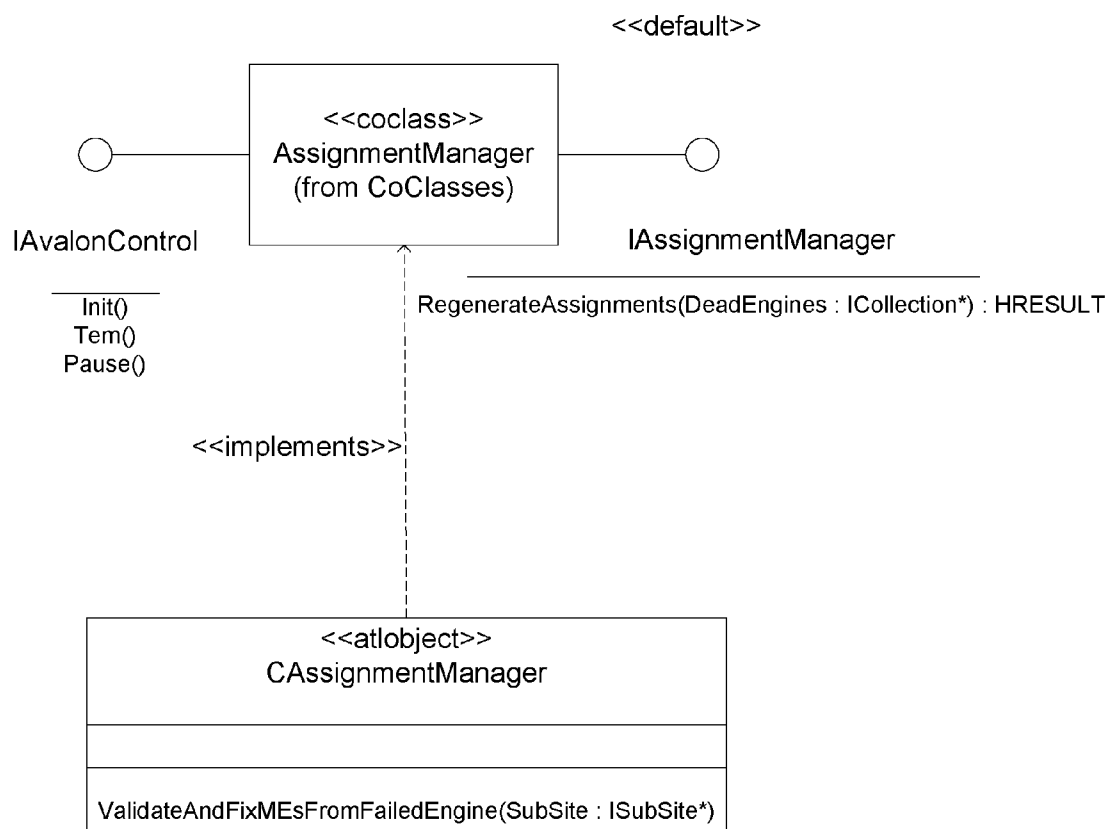 <<default>>
<<coclass>>
AssignmentManager
(from CoClasses)
IAvalonControl
IAssignmentManager
Init()
Tem()
Pause()
RegenerateAssignments(DeadEngines : ICollection*) : HRESULT
<<implements>>
<<atlobject>>
CAssignmentManager
ValidateAndFixMEsFromFailedEngine(SubSite : ISubSite*)